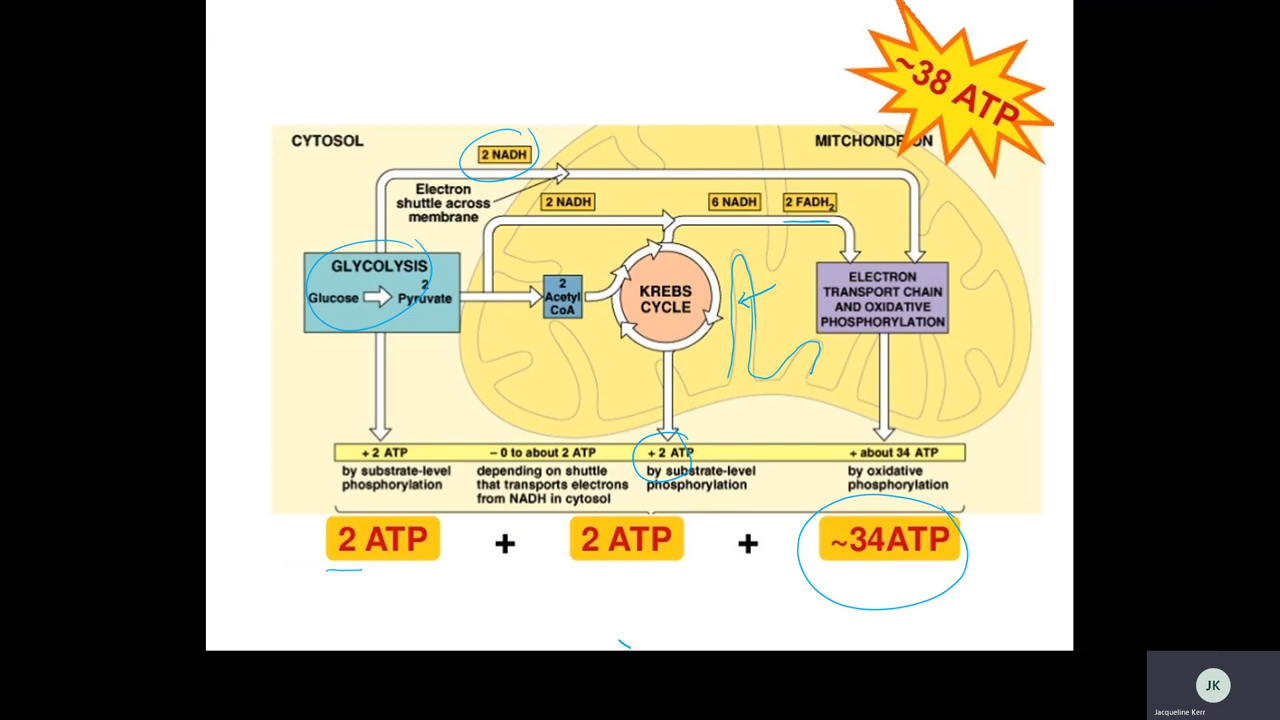 ~38 ATP
CYTOSOL
MITCHONDRION
2 NADH
Electron
shuttle across
membrane
2 NADH
6 NADH
2 FADH₂
GLYCOLYSIS
Glucose
2
Pyruvate
2
Acetyl
CoA
KREBS
CYCLE
ELECTRON
TRANSPORT CHAIN
AND OXIDATIVE
PHOSPHORYLATION
+ 2 ATP
by substrate-level
phosphorylation
– 0 to about 2 ATP
depending on shuttle
that transports electrons
from NADH in cytosol
+ 2 ATP
by substrate-level
phosphorylation
+ about 34 ATP
by oxidative
phosphorylation
2 ATP + 2 ATP + ~34ATP
JK
Jacqueline Kerr